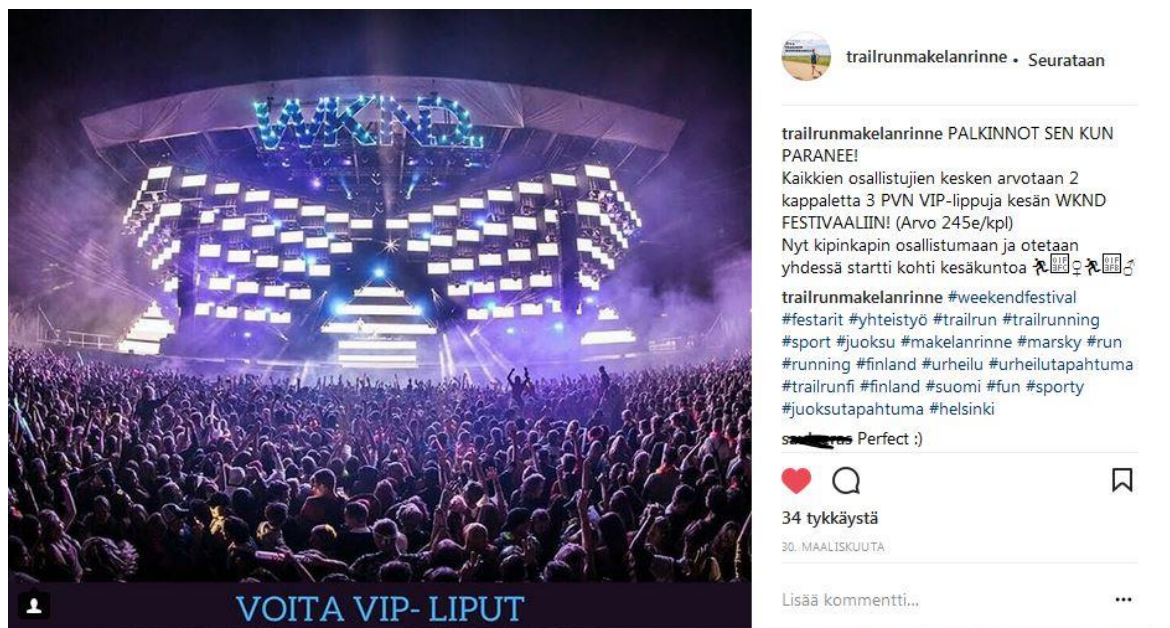 WKND.
VOITA VIP- LIPUT
trailrunmakelanrinne • Seurataan
trailrunmakelanrinne PALKINNOT SEN KUN
PARANEE!
Kaikkien osallistujien kesken arvotaan 2
kappaletta 3 PVN VIP-lippuja kesän WKND
FESTIVAALIIN! (Arvo 245e/kpl)
Nyt kipinkapin osallistumaan ja otetaan
yhdessä startti kohti kesäkuntoa
trailrunmakelanrinne #weekendfestival
#festarit #yhteistyö #trailrun #trailrunning
#sport #juoksu #makelanrinne #marsky #run
#running #finland #urheilu #urheilutapahtuma
#trailrunfi #finland #suomi #fun #sporty
#juoksutapahtuma #helsinki
Perfect :)
34 tykkäystä
30. MAALISKUUTA
Lisää kommentti...